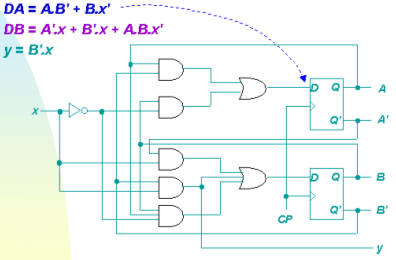 DA = A.B' + B.x'
DB = A'.x + B'.x + A.B.x'
y = B'.x
D Q A
x
Q' A'
D Q B
CP Q' B'
y